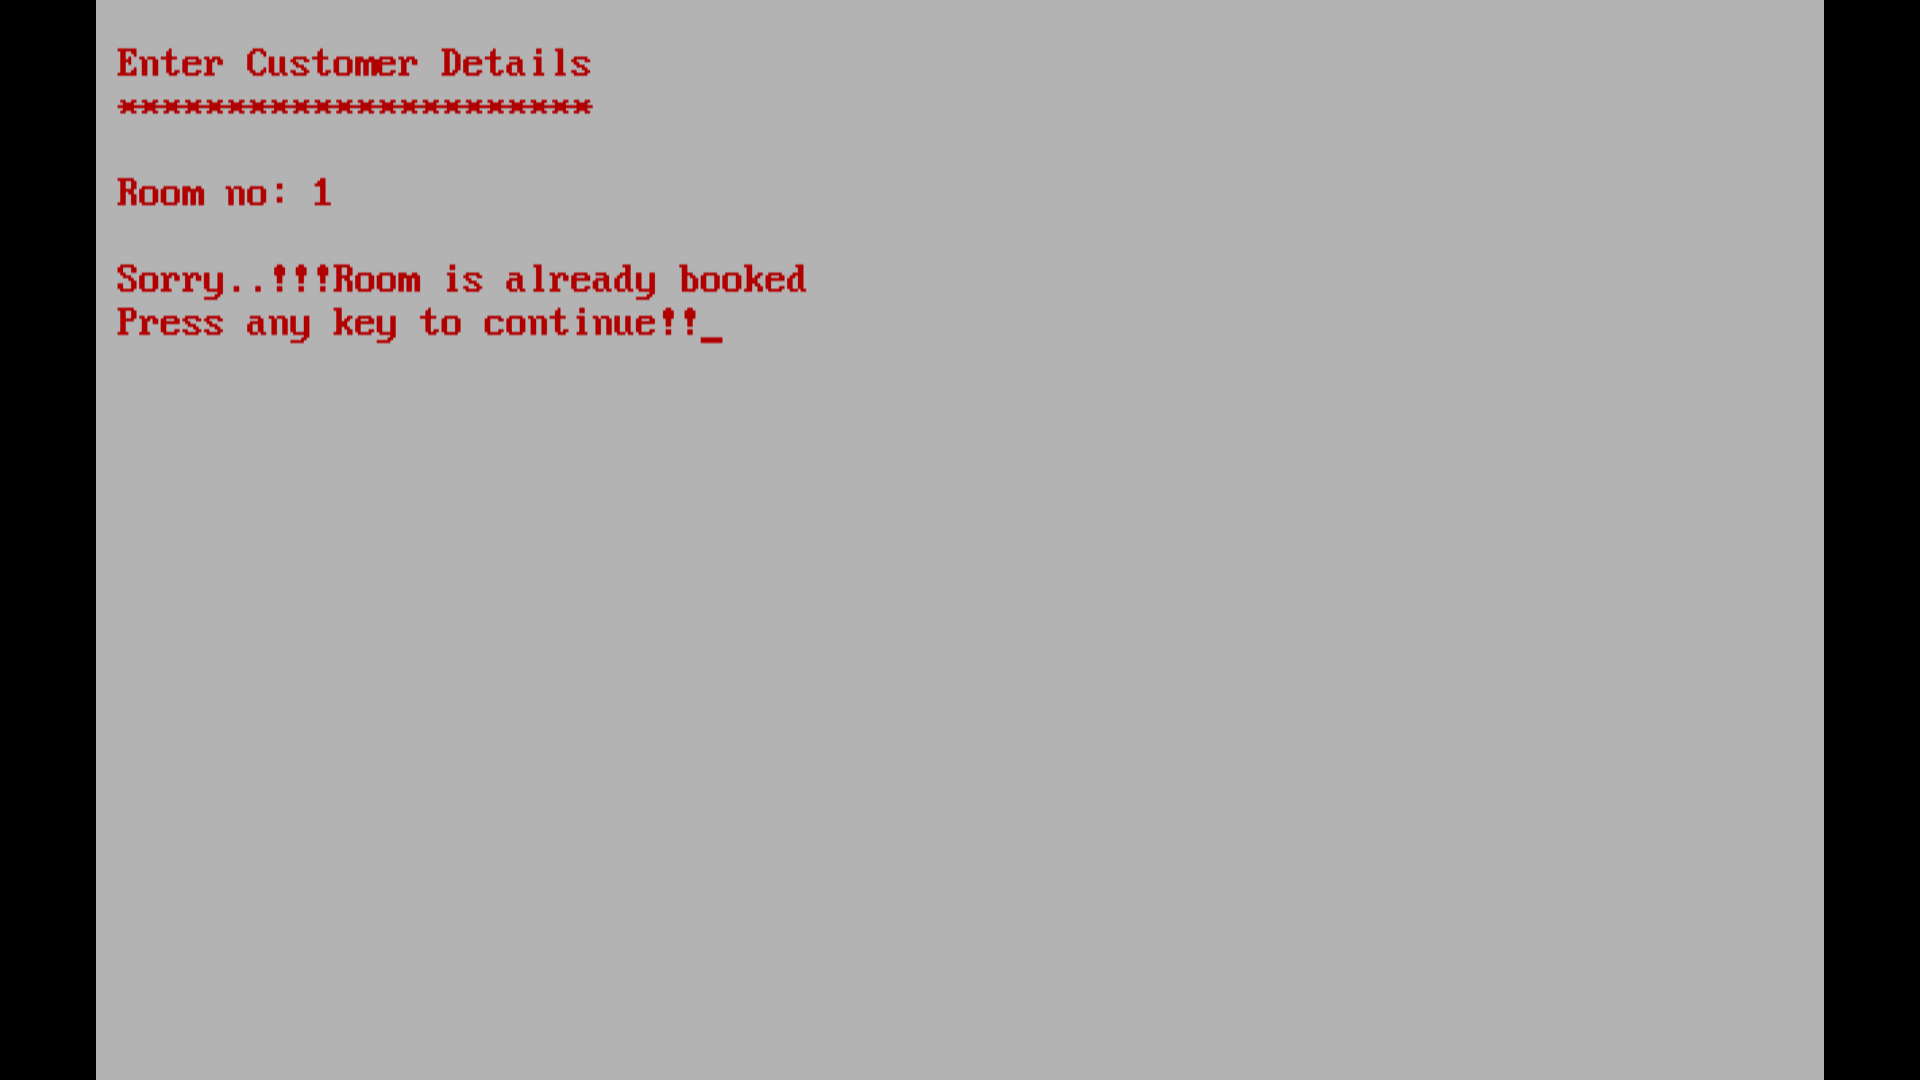 Enter Customer Details
**********************
Room no: 1
Sorry..!!!Room is already booked
Press any key to continue!!_